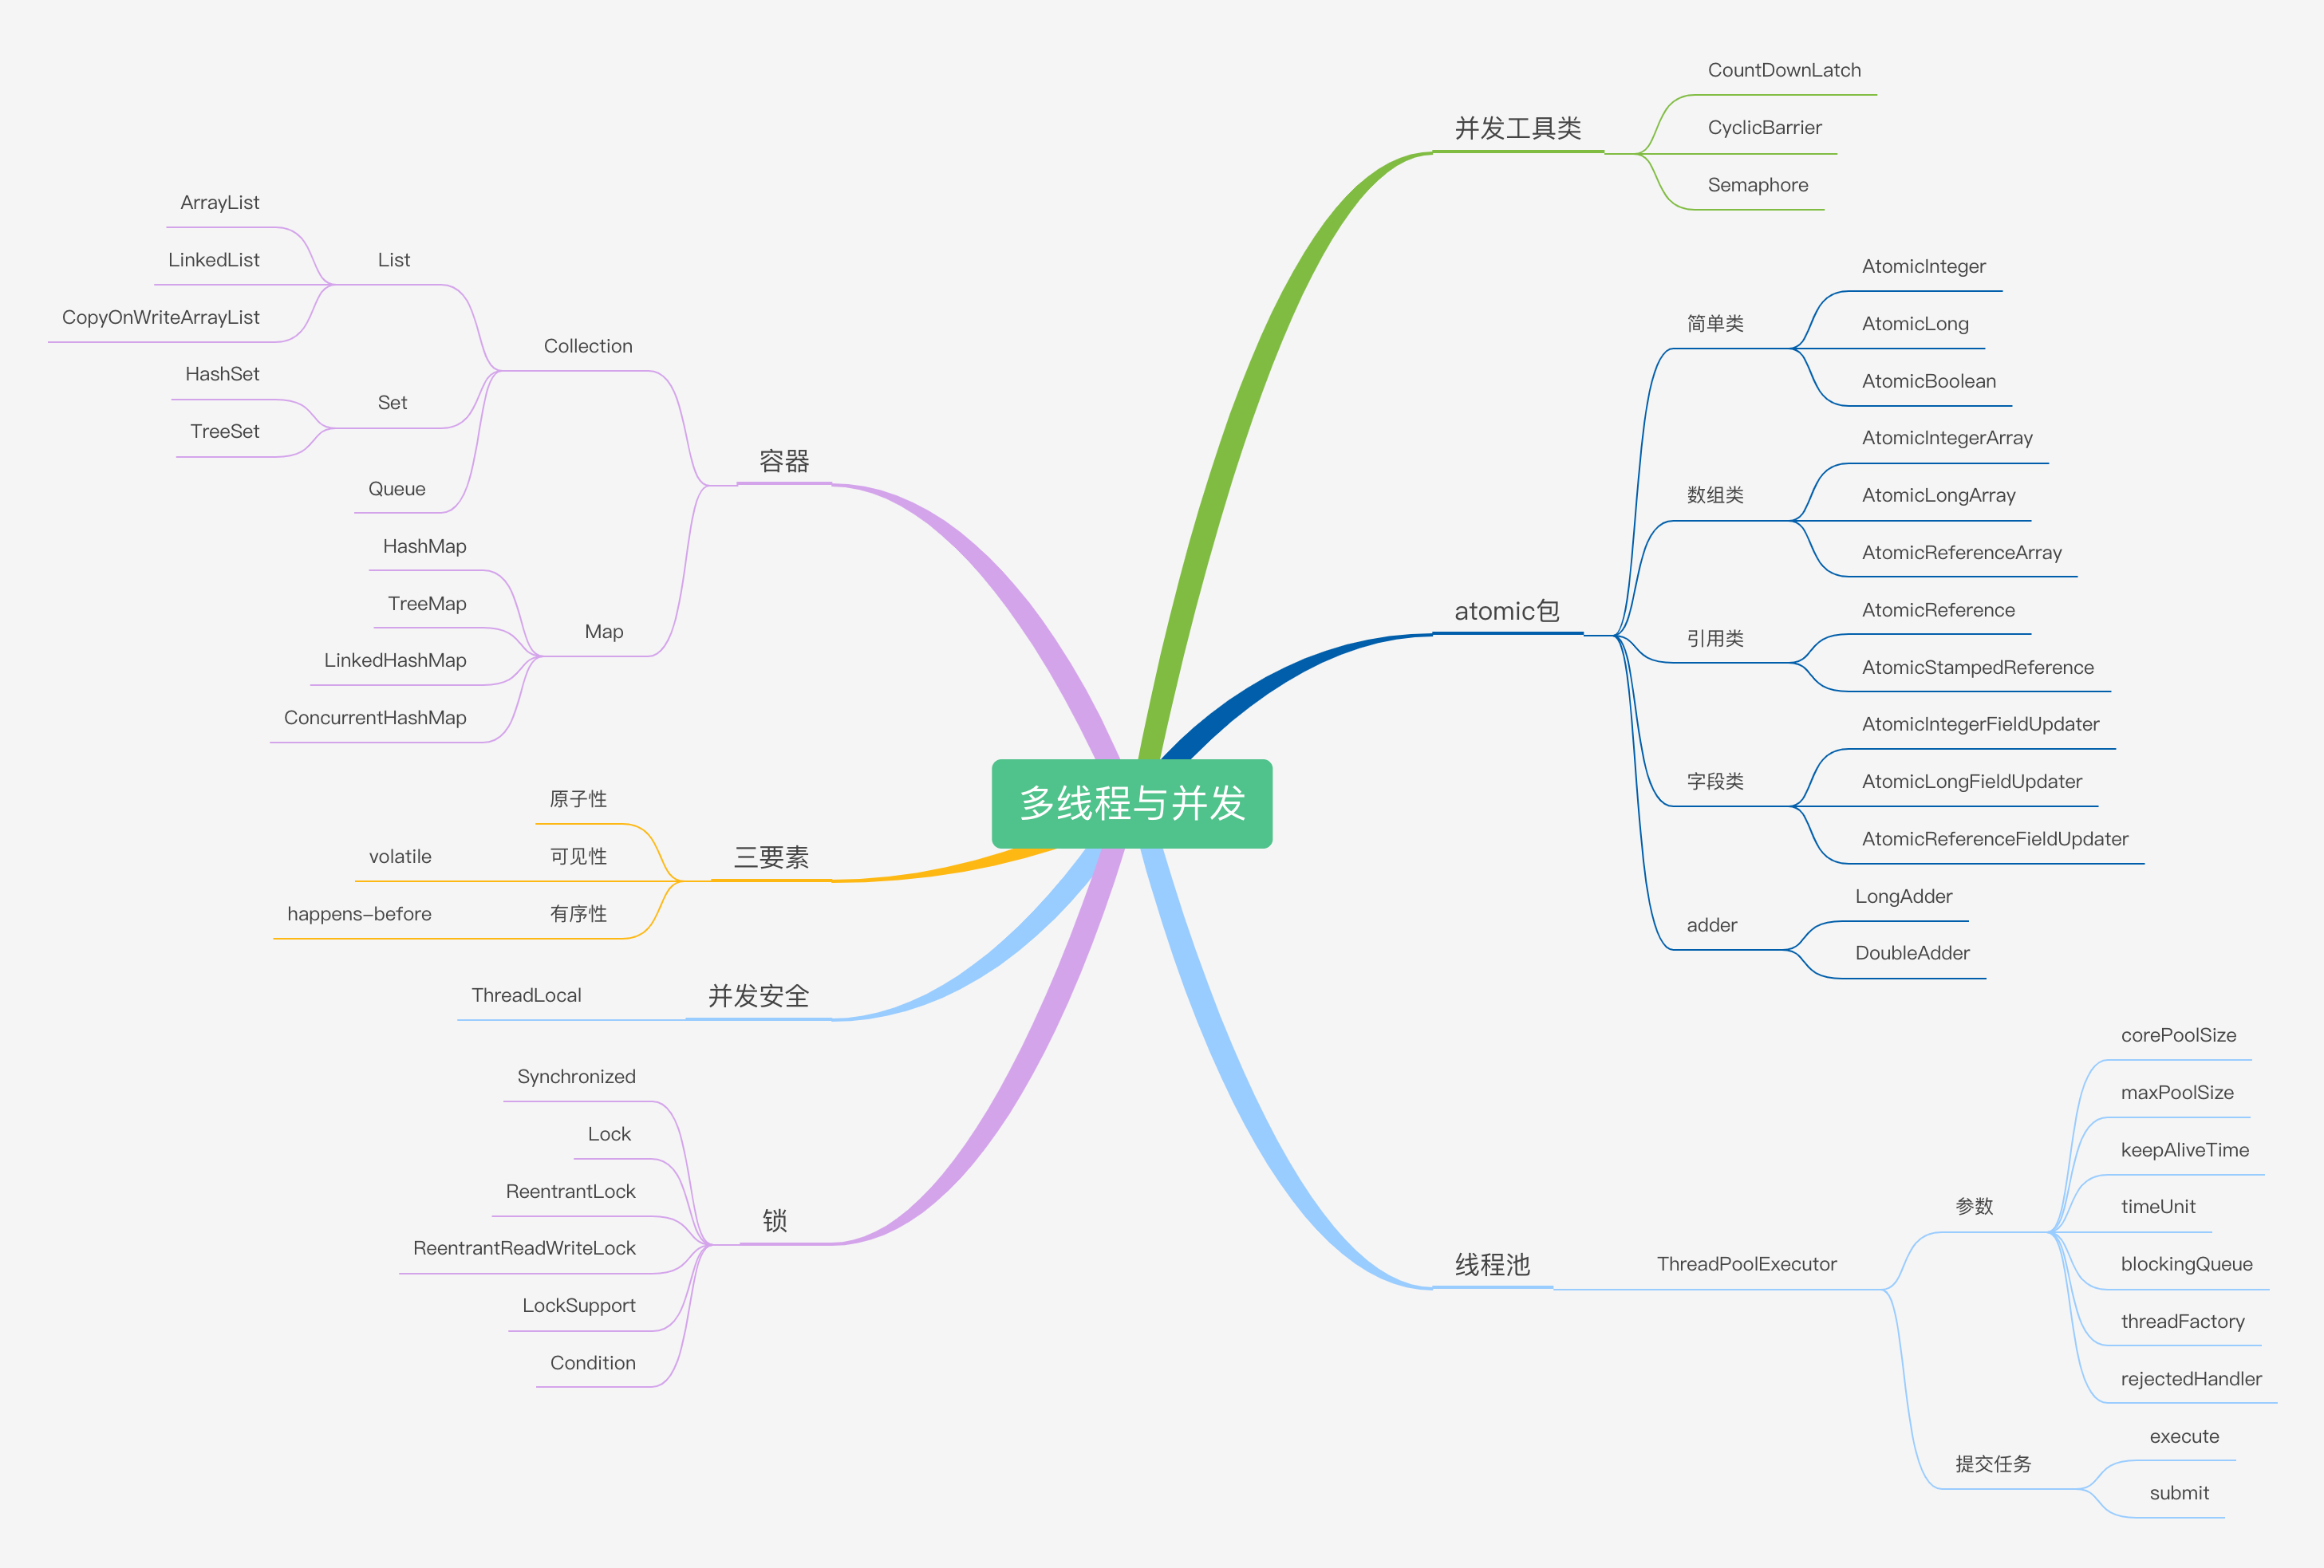 多线程与并发
并发工具类
CountDownLatch
CyclicBarrier
Semaphore
atomic包
简单类
AtomicInteger
AtomicLong
AtomicBoolean
数组类
AtomicIntegerArray
AtomicLongArray
AtomicReferenceArray
引用类
AtomicReference
AtomicStampedReference
字段类
AtomicIntegerFieldUpdater
AtomicLongFieldUpdater
AtomicReferenceFieldUpdater
adder
LongAdder
DoubleAdder
线程池
ThreadPoolExecutor
参数
corePoolSize
maxPoolSize
keepAliveTime
timeUnit
blockingQueue
threadFactory
rejectedHandler
提交任务
execute
submit
容器
Collection
List
ArrayList
LinkedList
CopyOnWriteArrayList
Set
HashSet
TreeSet
Queue
Map
HashMap
TreeMap
LinkedHashMap
ConcurrentHashMap
三要素
原子性
可见性
volatile
有序性
happens-before
并发安全
ThreadLocal
锁
Synchronized
Lock
ReentrantLock
ReentrantReadWriteLock
LockSupport
Condition